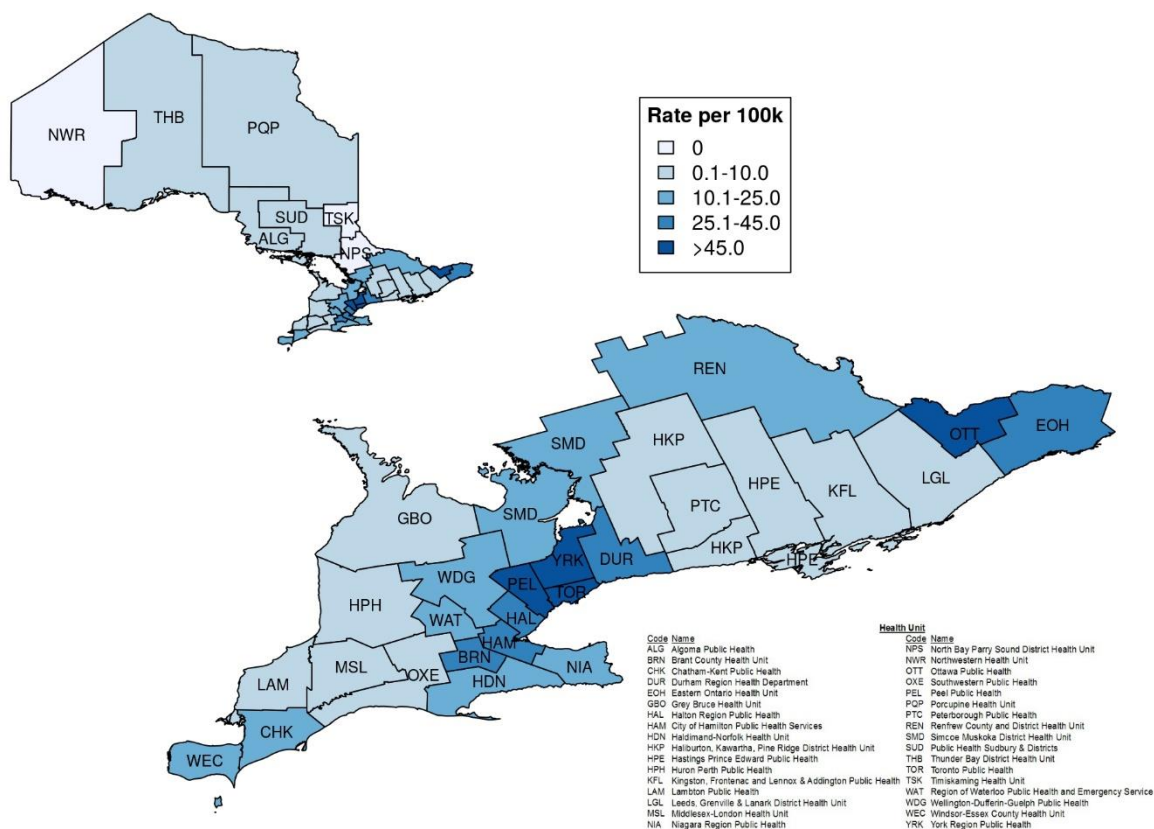 NWR
THB
PQP
SUD
TSK
ALG
NPS
Rate per 100k
0
0.1-10.0
10.1-25.0
25.1-45.0
>45.0
REN
SMD
HKP
OTT
EOH
HPE
KFL
LGL
PTC
GBO
SMD
HKP
HPE
YRK
DUR
WDG
PEL
TOR
HPH
WAT
HAL
HAM
BRN
NIA
MSL
OXE
HDN
LAM
CHK
WEC
Health Unit
Code Name
ALG Algoma Public Health
BRN Brant County Health Unit
CHK Chatham-Kent Public Health
DUR Durham Region Health Department
EOH Eastern Ontario Health Unit
GBO Grey Bruce Health Unit
HAL Halton Region Public Health
HAM City of Hamilton Public Health Services
HDN Haldimand-Norfolk Health Unit
HKP Haliburton, Kawartha, Pine Ridge District Health Unit
HPE Hastings Prince Edward Public Health
HPH Huron Perth Public Health
KFL Kingston, Frontenac and Lennox & Addington Public Health
LAM Lambton Public Health
LGL Leeds, Grenville & Lanark District Health Unit
MSL Middlesex-London Health Unit
NIA Niagara Region Public Health
Code Name
NPS North Bay Parry Sound District Health Unit
NWR Northwestern Health Unit
OTT Ottawa Public Health
OXE Southwestern Public Health
PEL Peel Public Health
PQP Porcupine Health Unit
PTC Peterborough Public Health
REN Renfrew County and District Health Unit
SMD Simcoe Muskoka District Health Unit
SUD Public Health Sudbury & Districts
THB Thunder Bay District Health Unit
TOR Toronto Public Health
TSK Timiskaming Health Unit
WAT Region of Waterloo Public Health and Emergency Service
WDG Wellington-Dufferin-Guelph Public Health
WEC Windsor-Essex County Health Unit
YRK York Region Public Health